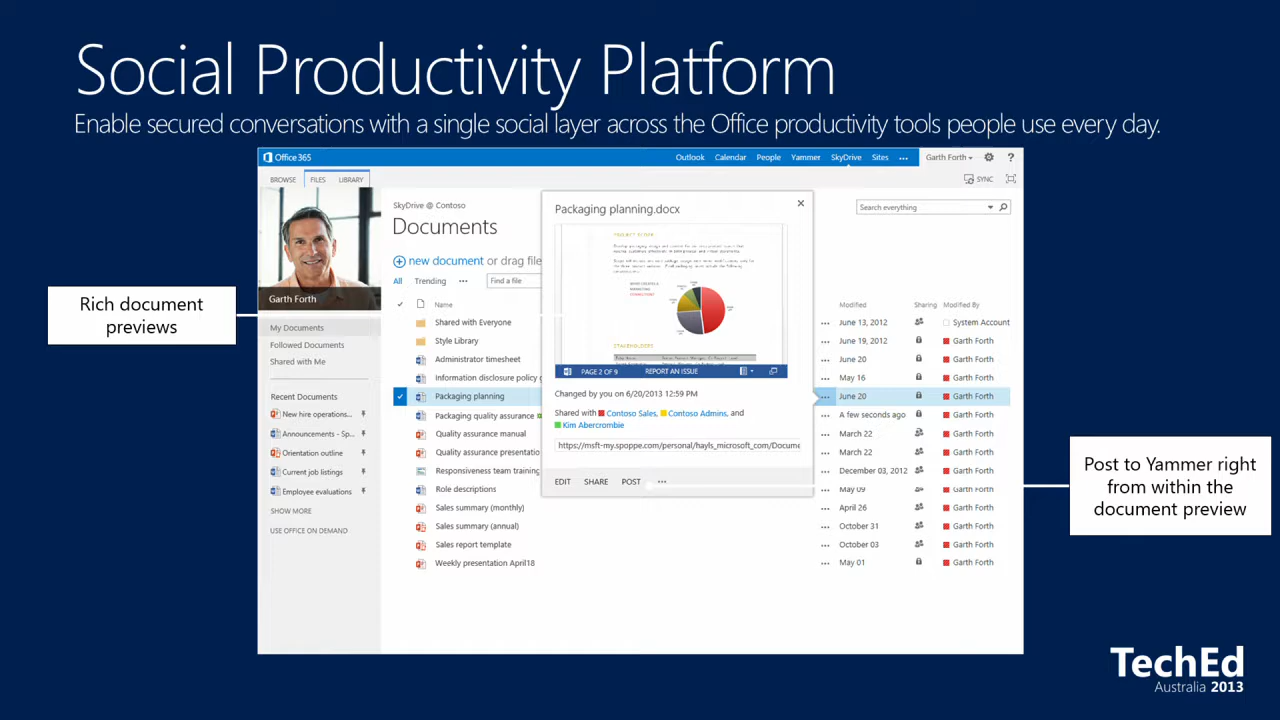 Social Productivity Platform
Enable secured conversations with a single social layer across the Office productivity tools people use every day.
Office 365
Outlook Calendar People Yammer SkyDrive Sites ••• Garth Forth ?
BROWSE FILES LIBRARY
SYNC
Garth Forth
My Documents
Followed Documents
Shared with Me
Recent Documents
New hire operations...
Announcements - Sp...
Orientation outline
Current job listings
Employee evaluations
SHOW MORE
USE OFFICE ON DEMAND
SkyDrive @ Contoso
Documents
Search everything
new document or drag file
All Trending ••• Find a file
Name Modified Sharing Modified By
Shared with Everyone ••• June 13, 2012 System Account
Style Library ••• June 19, 2012 Garth Forth
Administrator timesheet ••• June 20 Garth Forth
Information disclosure policy ••• May 16 Garth Forth
Packaging planning ••• June 20 Garth Forth
Packaging quality assurance ••• A few seconds ago Garth Forth
Quality assurance manual ••• March 22 Garth Forth
Quality assurance presentatio ••• March 22 Garth Forth
Responsiveness team training ••• December 03, 2012 Garth Forth
Role descriptions ••• May 09 Garth Forth
Sales summary (monthly) ••• April 26 Garth Forth
Sales summary (annual) ••• October 31 Garth Forth
Sales report template ••• October 03 Garth Forth
Weekly presentation April18 ••• May 01 Garth Forth
Packaging planning.docx
PROJECT SCOPE
STAKEHOLDERS
PAGE 2 OF 9 REPORT AN ISSUE
Changed by you on 6/20/2013 12:59 PM
Shared with Contoso Sales, Contoso Admins, and
Kim Abercrombie
https://msft-my.spoppe.com/personal/hayls_microsoft_com/Docume
EDIT SHARE POST •••
Rich document
previews
Post to Yammer right
from within the
document preview
TechEd
Australia 2013